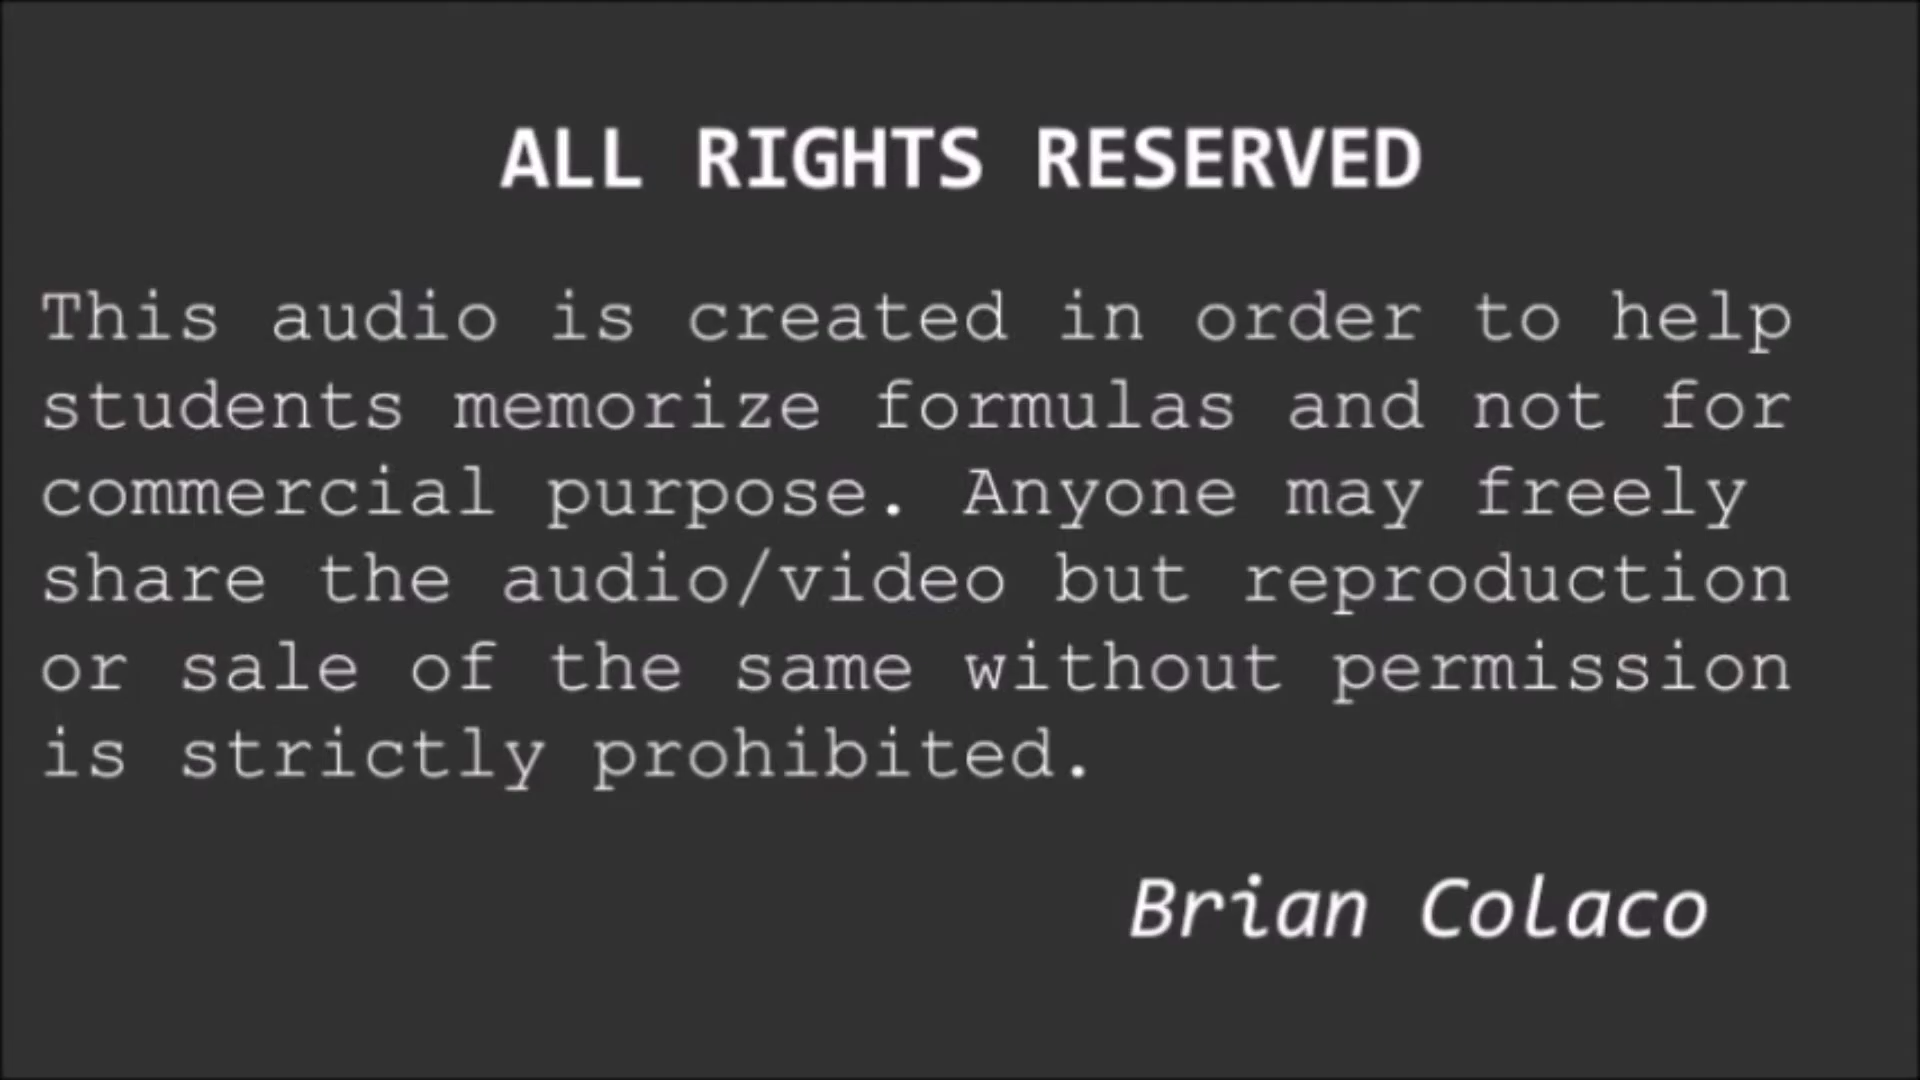 ALL RIGHTS RESERVED
This audio is created in order to help
students memorize formulas and not for
commercial purpose. Anyone may freely
share the audio/video but reproduction
or sale of the same without permission
is strictly prohibited.
Brian Colaco